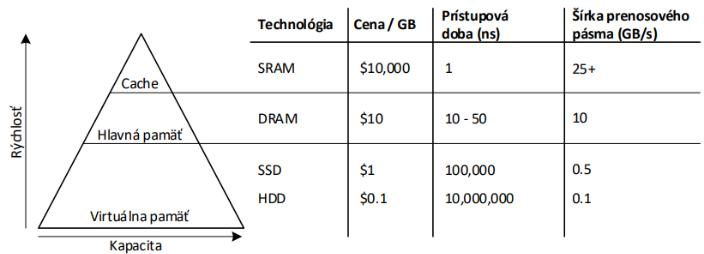 Technológia Cena / GB Prístupová doba (ns) Šírka prenosového pásma (GB/s)
Rýchlosť
Cache
SRAM $10,000 1 25+
Hlavná pamäť
DRAM $10 10 - 50 10
SSD $1 100,000 0.5
HDD $0.1 10,000,000 0.1
Virtuálna pamäť
Kapacita